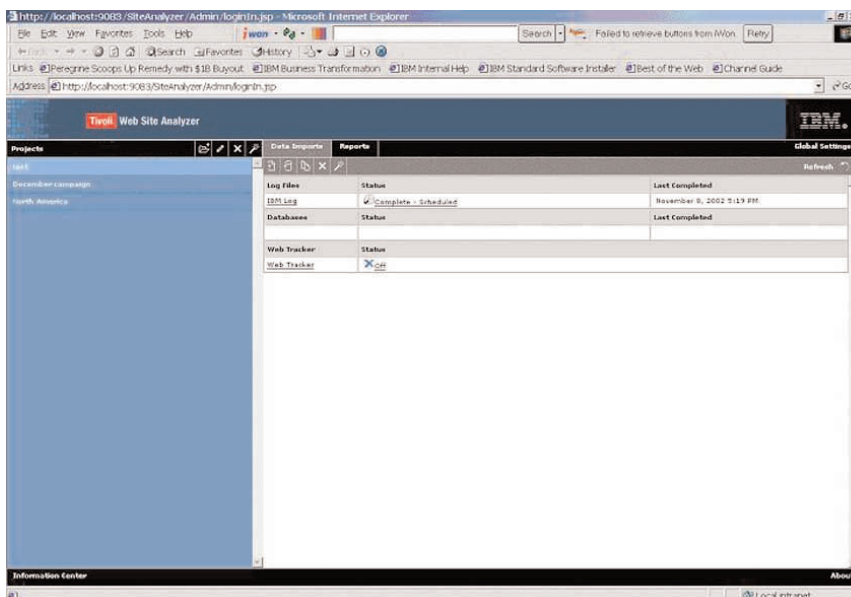 http://localhost:9083/SiteAnalyzer/Admin/logInIn.jsp - Microsoft Internet Explorer
File Edit View Favorites Tools Help iwon Search Failed to retrieve buttons from iWon. Retry
Search Favorites History
Links Peregrine Scoops Up Remedy with $1B Buyout IBM Business Transformation IBM Internal Help IBM Standard Software Installer Best of the Web Channel Guide
Address http://localhost:9083/SiteAnalyzer/Admin/logInIn.jsp Go
Tivoli Web Site Analyzer IBM.
Projects Data Imports Reports Global Settings
test Refresh
December campaign
North America
Log Files Status Last Completed
IBM Log Complete - Scheduled November 8, 2002 5:19 PM
Databases Status Last Completed
Web Tracker Status
Web Tracker Off
Information Center About
Local intranet